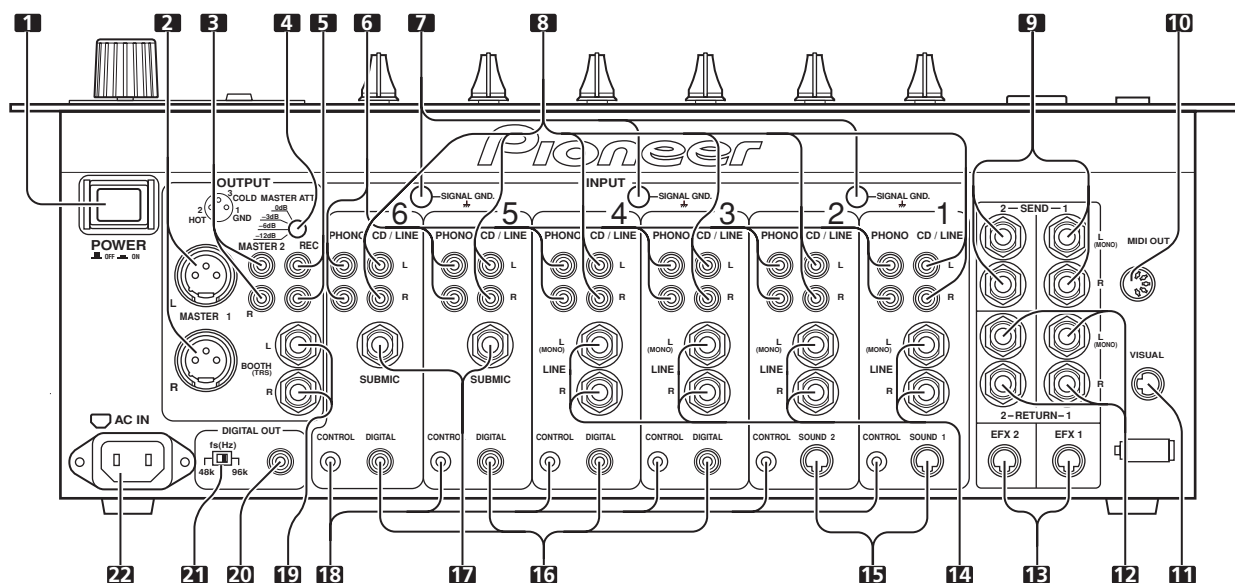 1 2 3 4 5 6 7 8 9 10
Pioneer
OUTPUT
INPUT
3
COLD
MASTER ATT.
2
1
HOT
GND
0dB
–3dB
–6dB
–12dB
MASTER 2
REC
POWER
OFF
ON
L
R
MASTER 1
L
R
BOOTH
(TRS)
L
R
SIGNAL GND.
SIGNAL GND.
SIGNAL GND.
6 5 4 3 2 1
PHONO CD / LINE
PHONO CD / LINE
PHONO CD / LINE
PHONO CD / LINE
PHONO CD / LINE
PHONO CD / LINE
L L L L L L
R R R R R R
SUBMIC
SUBMIC
L
(MONO)
LINE
R
L
(MONO)
LINE
R
L
(MONO)
LINE
R
L
(MONO)
LINE
R
2—SEND—1
L
(MONO)
R
L
(MONO)
R
2—RETURN—1
MIDI OUT
VISUAL
AC IN
DIGITAL OUT
fs(Hz)
48k
96k
CONTROL DIGITAL
CONTROL DIGITAL
CONTROL DIGITAL
CONTROL DIGITAL
CONTROL SOUND 2
CONTROL SOUND 1
EFX 2 EFX 1
22 21 20 19 18 17 16 15 14 13 12 11